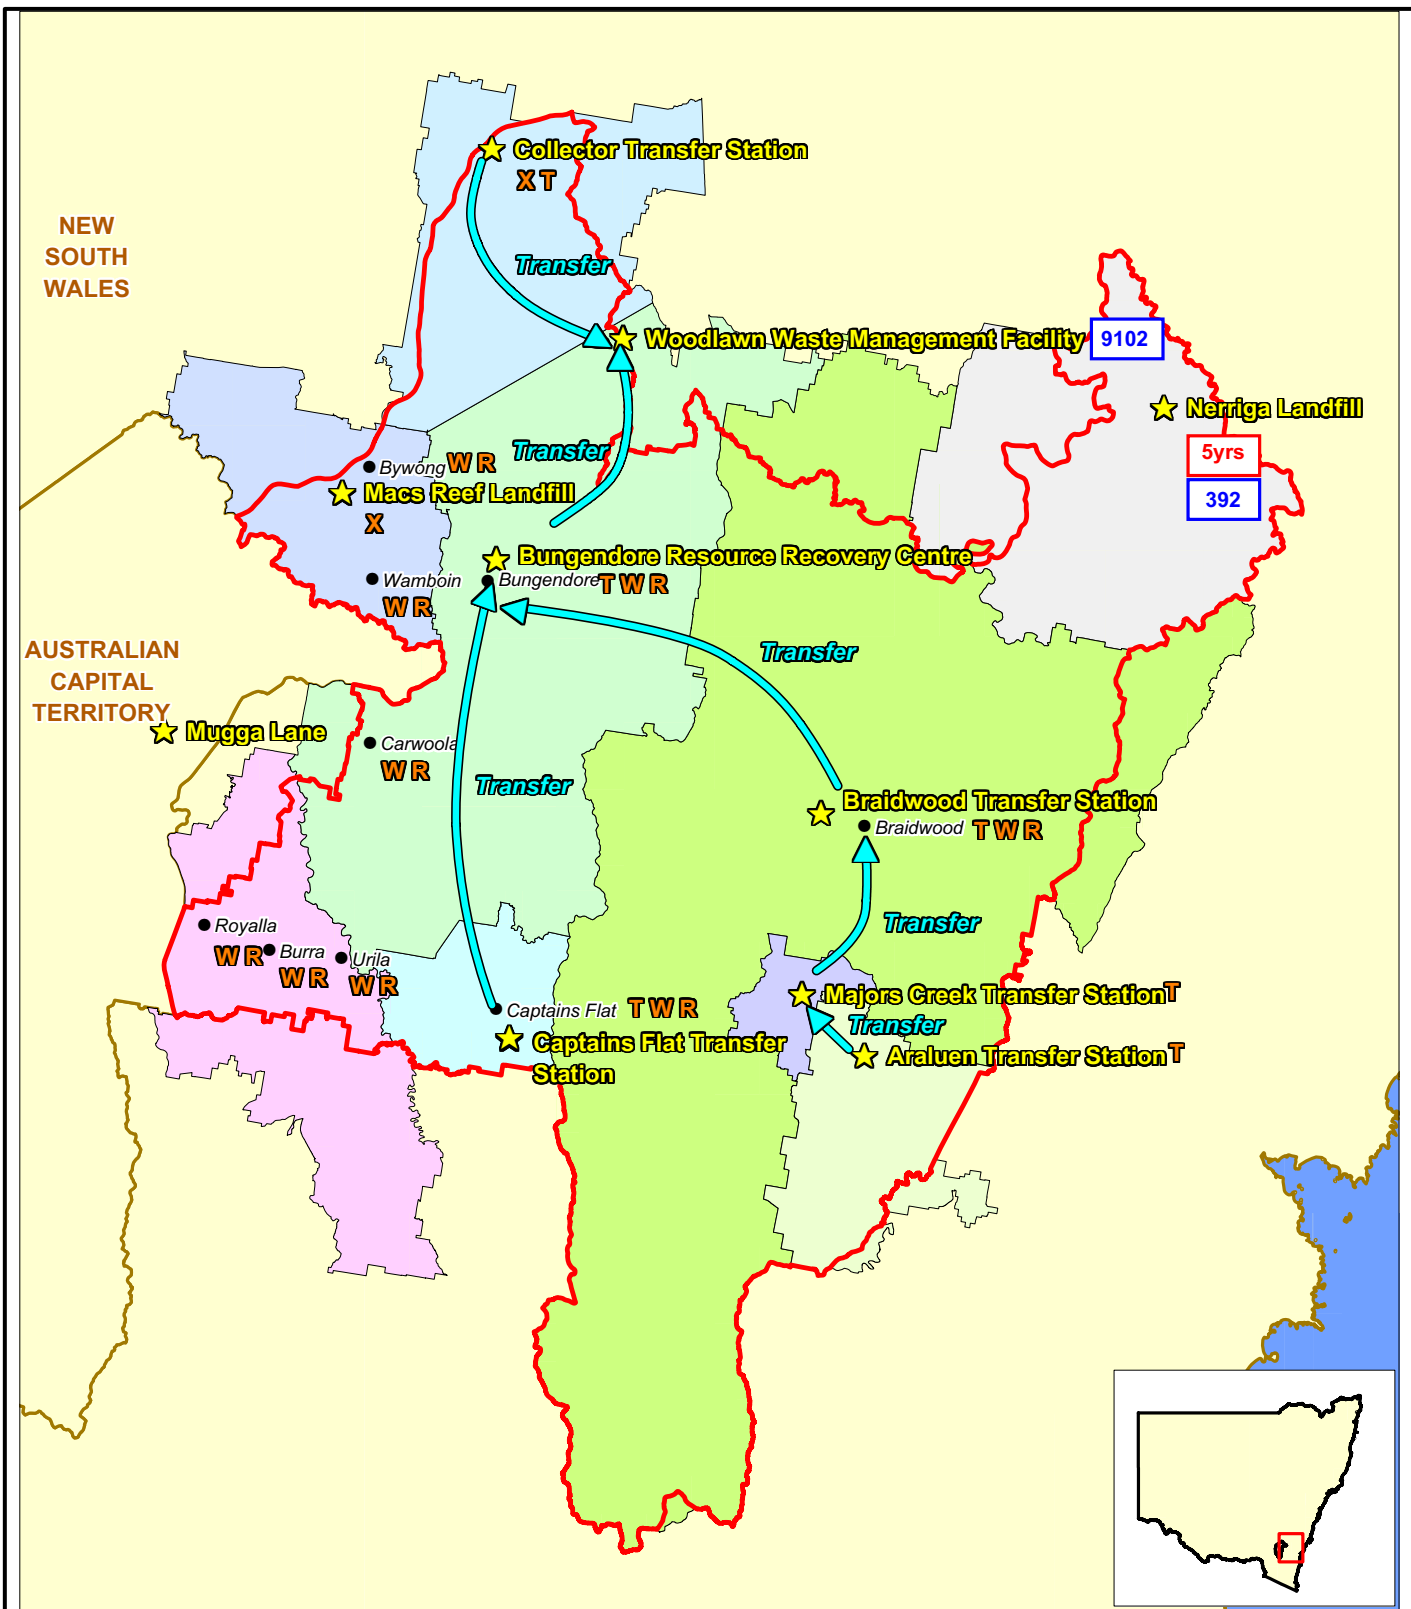 Collector Transfer Station
X T
NEW
SOUTH
WALES
Transfer
Woodlawn Waste Management Facility
9102
Nerriga Landfill
5yrs
392
Transfer
Bywong
W R
Macs Reef Landfill
X
Bungendore Resource Recovery Centre
Bungendore
T W R
Wamboin
W R
Transfer
AUSTRALIAN
CAPITAL
TERRITORY
Mugga Lane
Carwoola
W R
Transfer
Braidwood Transfer Station
Braidwood
T W R
Transfer
Royalla
W R
Burra
W R
Urila
W R
Captains Flat
T W R
Captains Flat Transfer
Station
Majors Creek Transfer Station
T
Transfer
Araluen Transfer Station
T